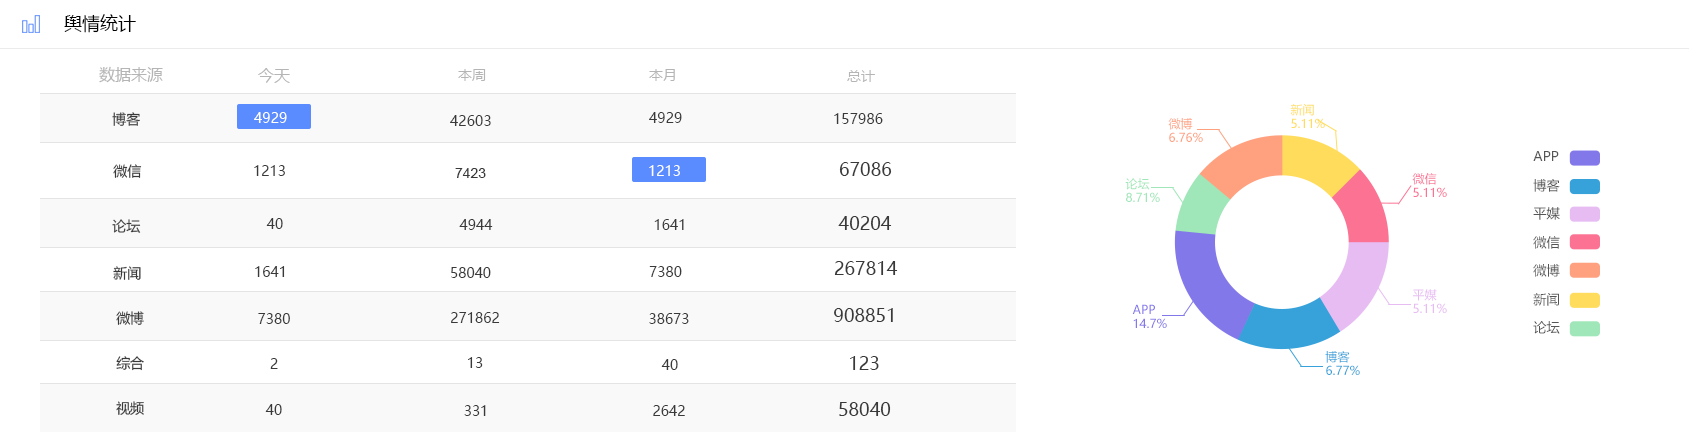 舆情统计
数据来源 今天 本周 本月 总计
博客 4929 42603 4929 157986
微信 1213 7423 1213 67086
论坛 40 4944 1641 40204
新闻 1641 58040 7380 267814
微博 7380 271862 38673 908851
综合 2 13 40 123
视频 40 331 2642 58040
新闻
5.11%
微博
6.76%
微信
5.11%
论坛
8.71%
平媒
5.11%
APP
14.7%
博客
6.77%
APP
博客
平媒
微信
微博
新闻
论坛